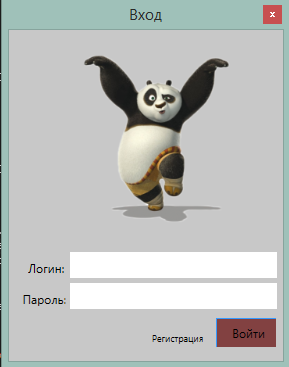 Вход
x
Логин:
Пароль:
Регистрация
Войти